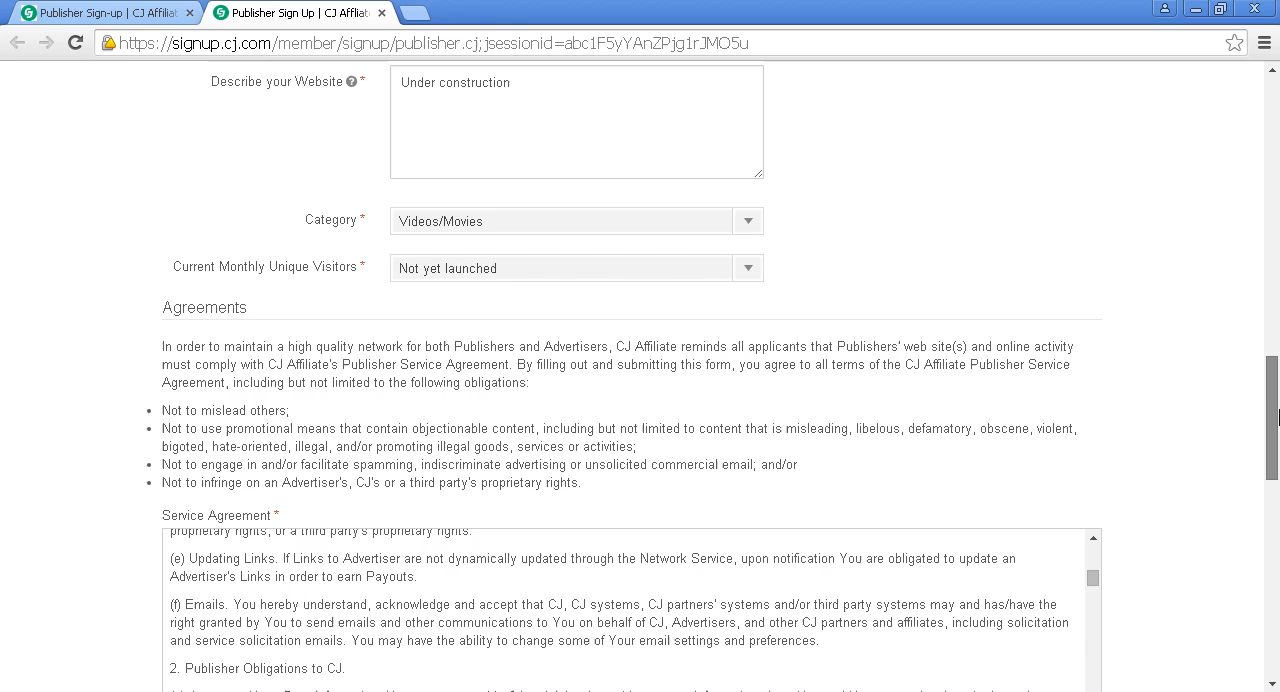 Publisher Sign-up | CJ Affiliat
Publisher Sign Up | CJ Affiliat
https://signup.cj.com/member/signup/publisher.cj;jsessionid=abc1F5yYAnZPjg1rJMO5u
Describe your Website ? *
Under construction
Category *
Videos/Movies
Current Monthly Unique Visitors *
Not yet launched
Agreements
In order to maintain a high quality network for both Publishers and Advertisers, CJ Affiliate reminds all applicants that Publishers' web site(s) and online activity
must comply with CJ Affiliate's Publisher Service Agreement. By filling out and submitting this form, you agree to all terms of the CJ Affiliate Publisher Service
Agreement, including but not limited to the following obligations:
• Not to mislead others;
• Not to use promotional means that contain objectionable content, including but not limited to content that is misleading, libelous, defamatory, obscene, violent,
bigoted, hate-oriented, illegal, and/or promoting illegal goods, services or activities;
• Not to engage in and/or facilitate spamming, indiscriminate advertising or unsolicited commercial email; and/or
• Not to infringe on an Advertiser's, CJ's or a third party's proprietary rights.
Service Agreement *
proprietary rights, or a third party's proprietary rights.
(e) Updating Links. If Links to Advertiser are not dynamically updated through the Network Service, upon notification You are obligated to update an
Advertiser's Links in order to earn Payouts.
(f) Emails. You hereby understand, acknowledge and accept that CJ, CJ systems, CJ partners' systems and/or third party systems may and has/have the
right granted by You to send emails and other communications to You on behalf of CJ, Advertisers, and other CJ partners and affiliates, including solicitation
and service solicitation emails. You may have the ability to change some of Your email settings and preferences.
2. Publisher Obligations to CJ.